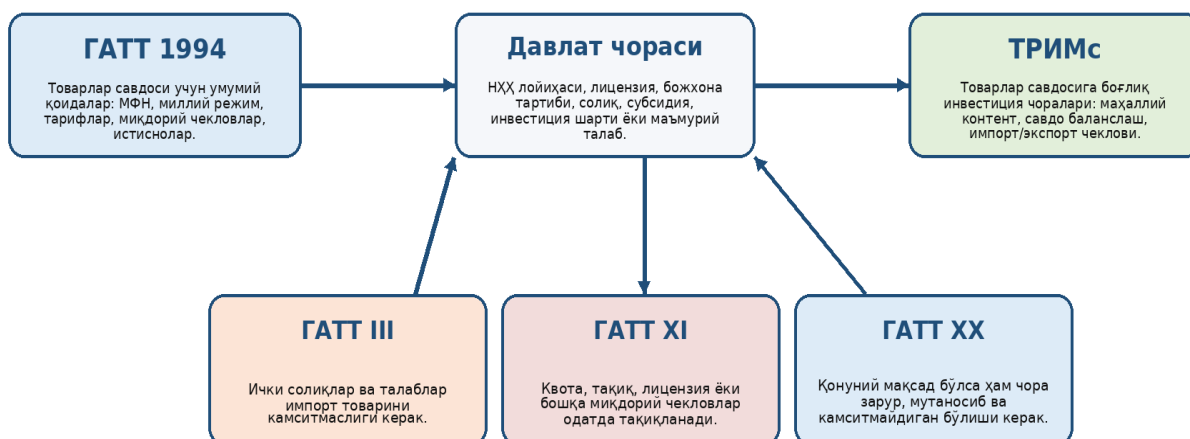 ГАТТ 1994
Товарлар савдоси учун умумий
қоидалар: МФН, миллий режим,
тарифлар, миқдорий чекловлар,
истиснолар.
Давлат чораси
НҲҲ лойиҳаси, лицензия, божхона
тартиби, солиқ, субсидия,
инвестиция шарти ёки маъмурий
талаб.
ТРИМс
Товарлар савдосига боғлиқ
инвестиция чоралари: маҳаллий
контент, савдо баланслаш,
импорт/экспорт чеклови.
ГАТТ III
Ички солиқлар ва талаблар
импорт товарини
камситмаслиги керак.
ГАТТ XI
Квота, тақиқ, лицензия ёки
бошқа миқдорий чекловлар
одатда тақиқланади.
ГАТТ XX
Қонуний мақсад бўлса ҳам чора
зарур, мутаносиб ва
камситмайдиган бўлиши керак.